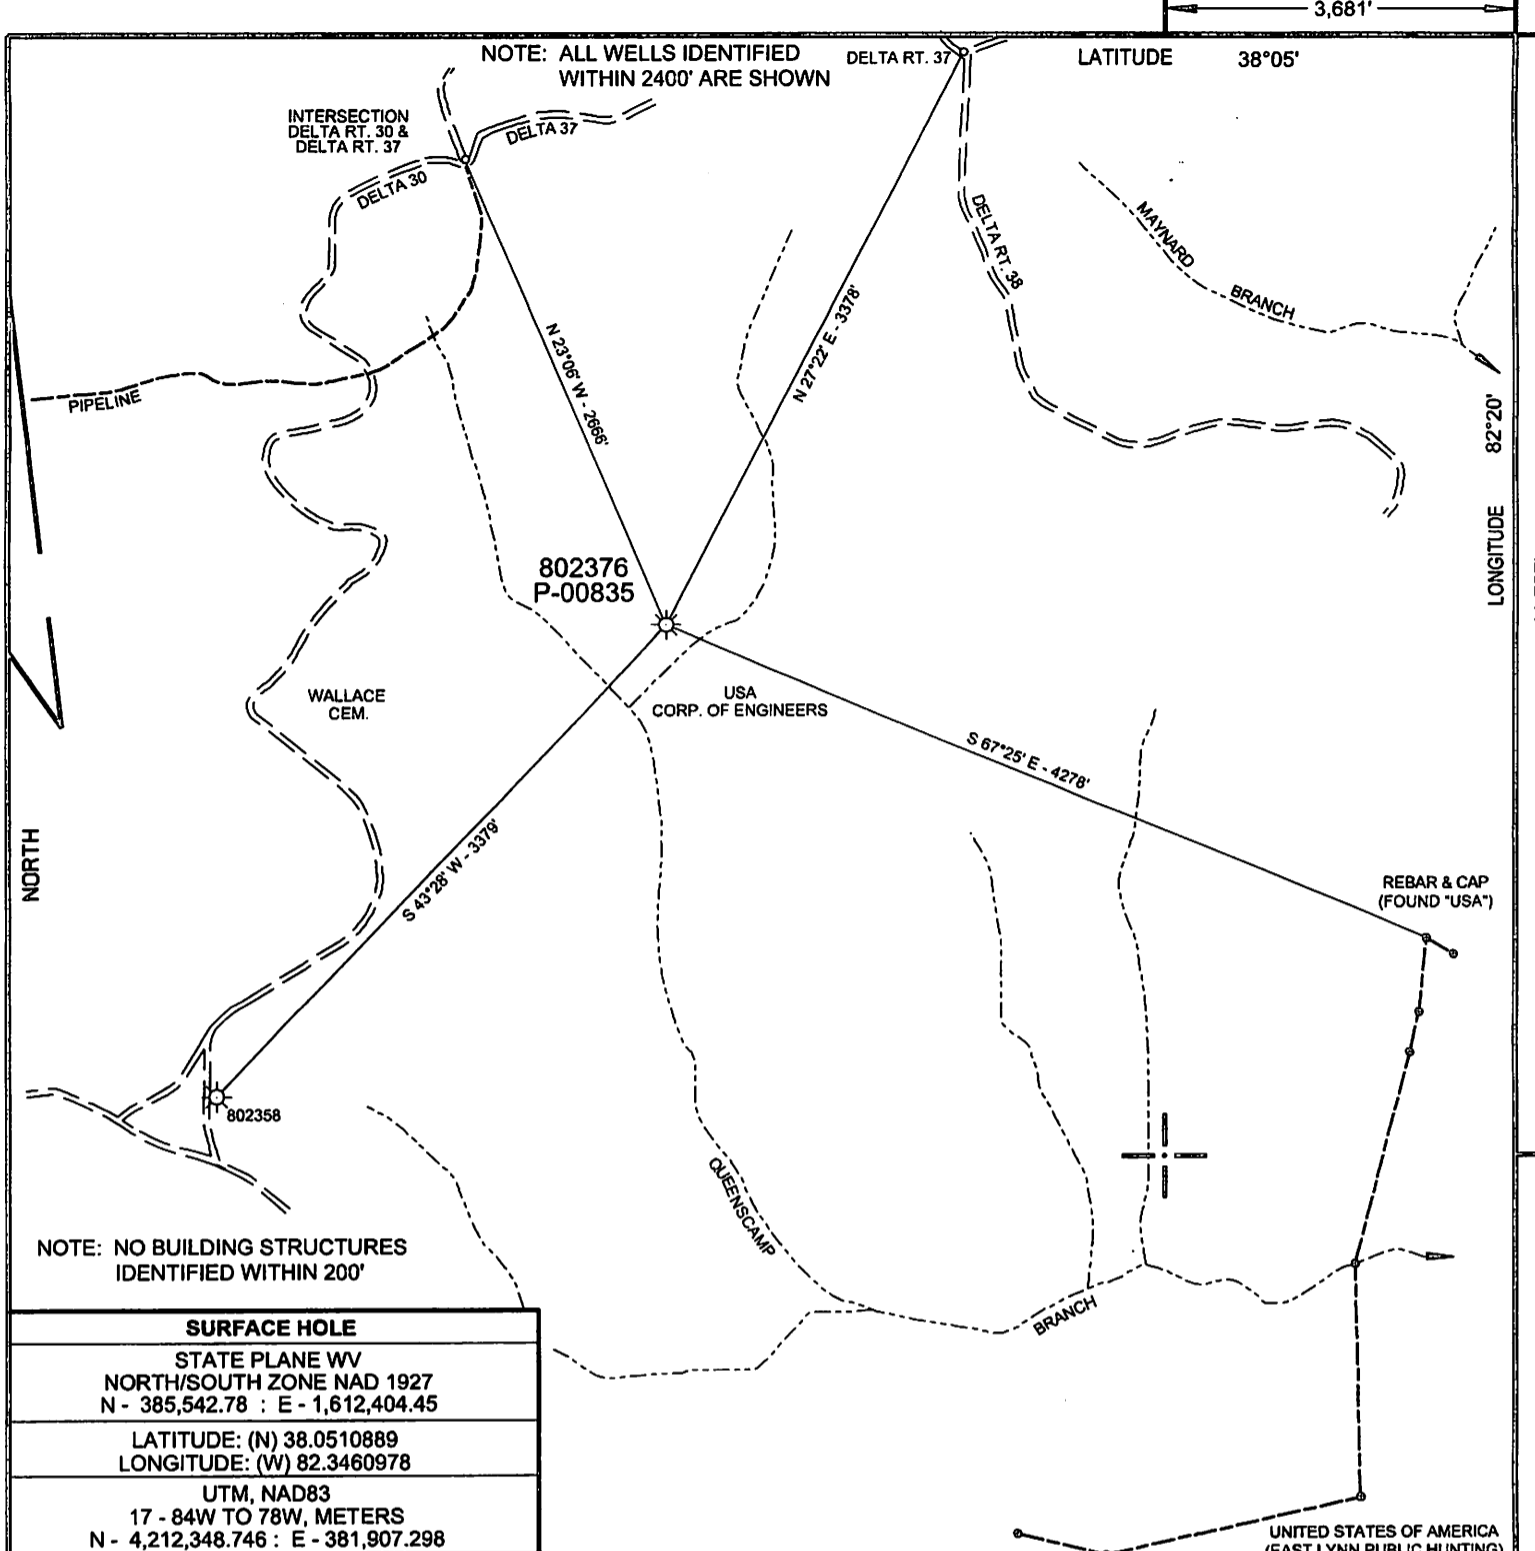 3,681'
NOTE: ALL WELLS IDENTIFIED
WITHIN 2400' ARE SHOWN
DELTA RT. 37
LATITUDE 38°05'
INTERSECTION
DELTA RT. 30 &
DELTA RT. 37
DELTA 37
DELTA 30
DELTA RT. 38
MAYNARD
BRANCH
N 23°06' W - 2666'
N 27°22' E - 3378'
PIPELINE
LONGITUDE 82°20'
802376
P-00835
WALLACE
CEM.
USA
CORP. OF ENGINEERS
S 67°25' E - 4278'
S 43°28' W - 3379'
NORTH
REBAR & CAP
(FOUND "USA")
802358
QUEENSCAMP
BRANCH
NOTE: NO BUILDING STRUCTURES
IDENTIFIED WITHIN 200'
SURFACE HOLE
STATE PLANE WV
NORTH/SOUTH ZONE NAD 1927
N - 385,542.78 : E - 1,612,404.45
LATITUDE: (N) 38.0510889
LONGITUDE: (W) 82.3460978
UTM, NAD83
17 - 84W TO 78W, METERS
N - 4,212,348.746 : E - 381,907.298
UNITED STATES OF AMERICA
(EAST LYNN PUBLIC HUNTING)